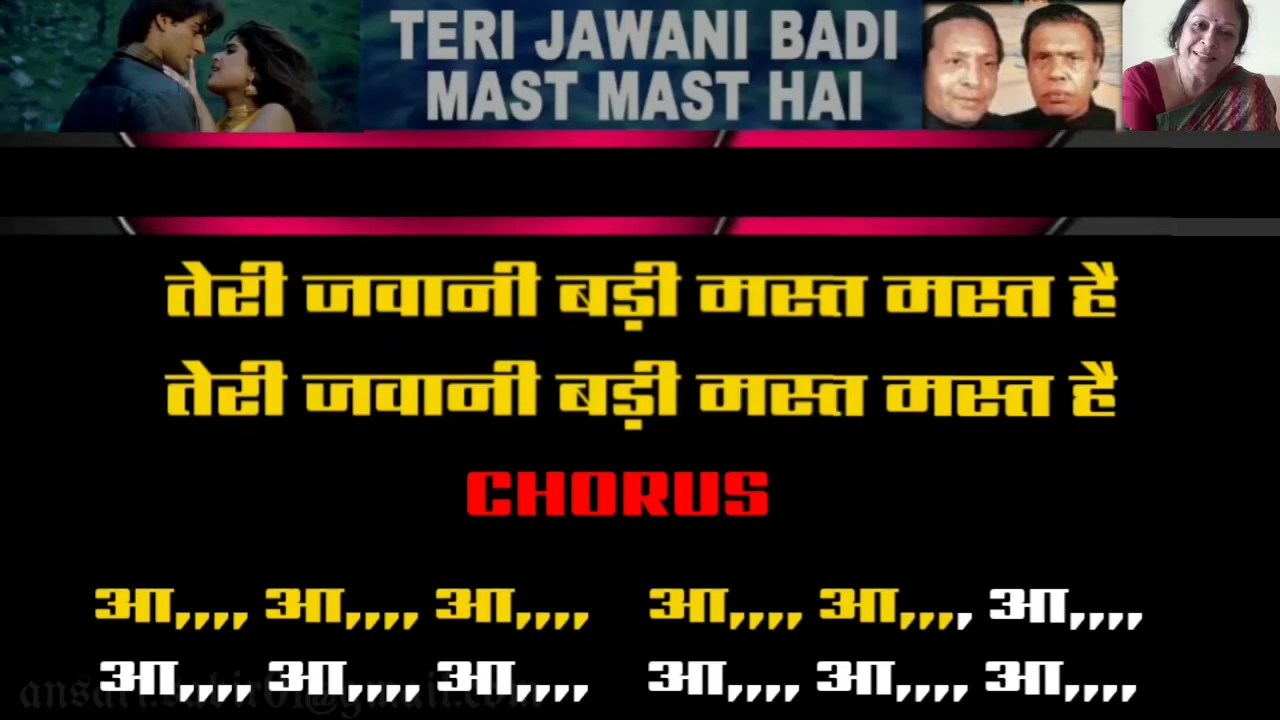 TERI JAWANI BADI
MAST MAST HAI
तेरी जवानी बड़ी मस्त मस्त है
तेरी जवानी बड़ी मस्त मस्त है
CHORUS
आ,,,, आ,,,, आ,,,, आ,,,, आ,,,, आ,,,,
आ,,,, आ,,,, आ,,,, आ,,,, आ,,,, आ,,,,